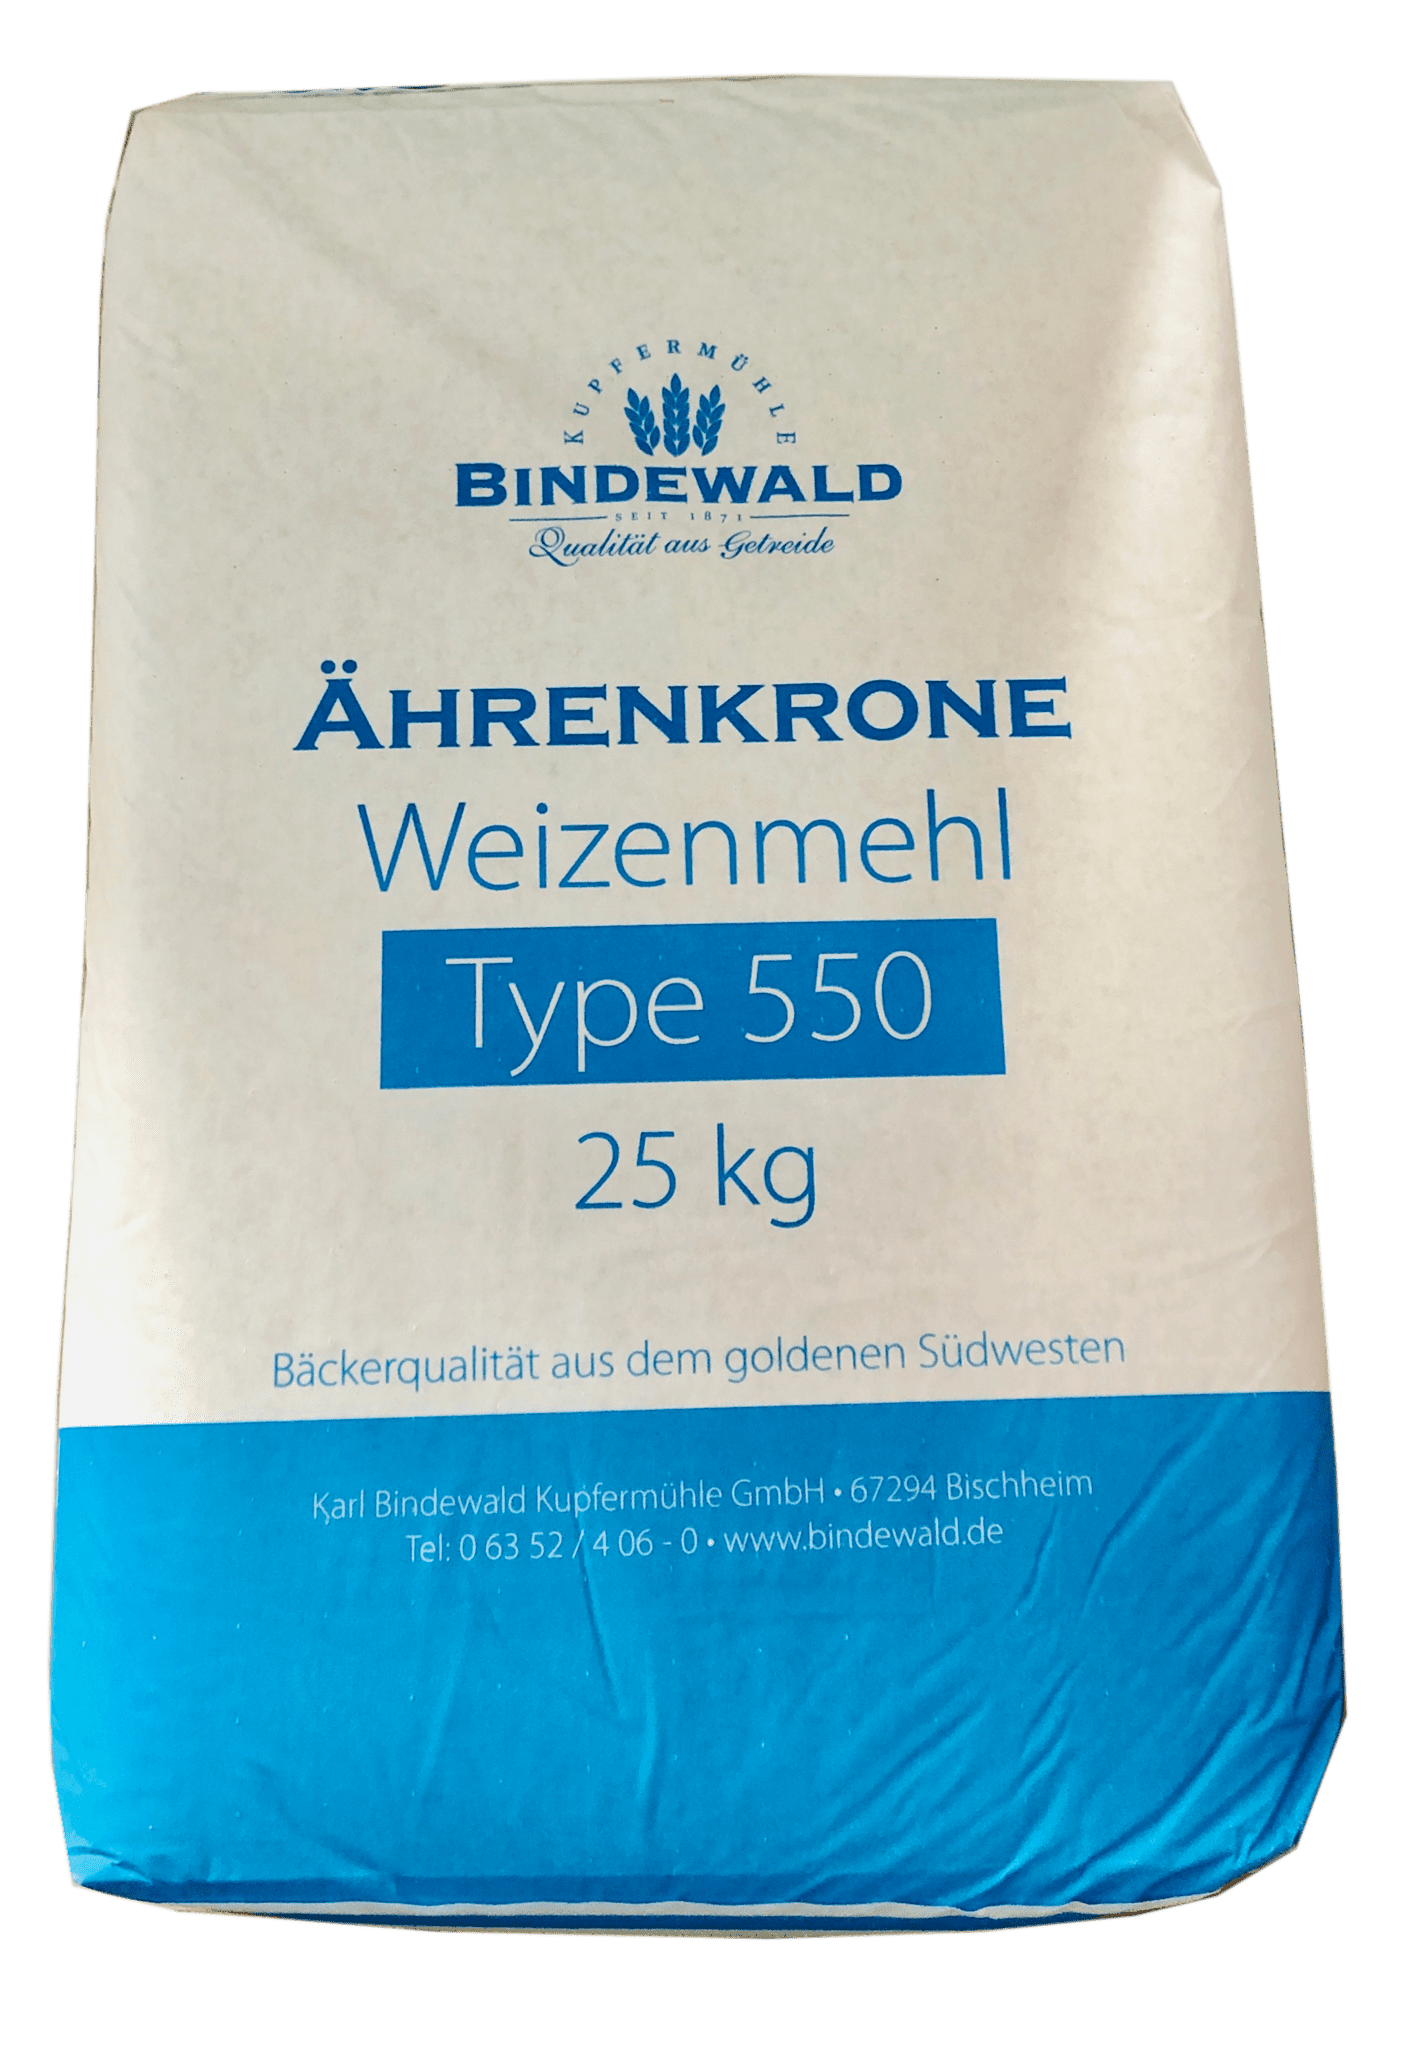 KUPFERMÜHLE
BINDEWALD
SEIT 1871
Qualität aus Getreide
ÄHRENKRONE
Weizenmehl
Type 550
25 kg
Bäckerqualität aus dem goldenen Südwesten
Karl Bindewald Kupfermühle GmbH • 67294 Bischheim
Tel: 0 63 52 / 4 06 - 0 • www.bindewald.de